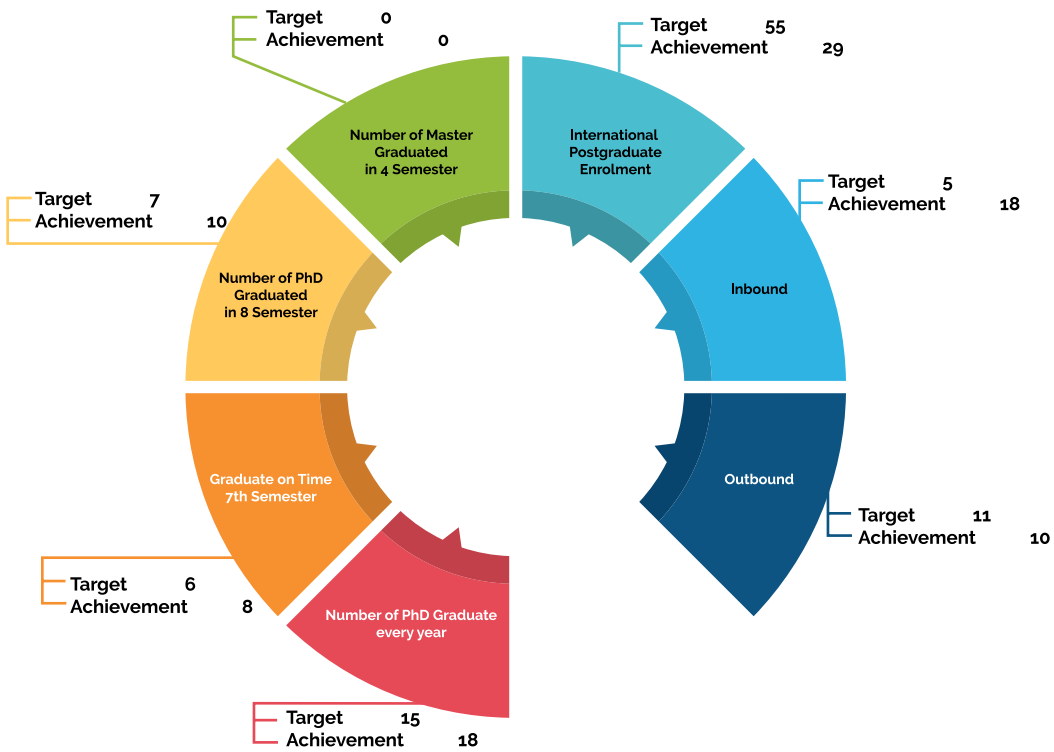 Target 0
Achievement 0
Number of Master
Graduated
in 4 Semester
Target 55
Achievement 29
International
Postgraduate
Enrolment
Target 5
Achievement 18
Inbound
Outbound
Target 11
Achievement 10
Target 7
Achievement 10
Number of PhD
Graduated
in 8 Semester
Graduate on Time
7th Semester
Target 6
Achievement 8
Number of PhD Graduate
every year
Target 15
Achievement 18